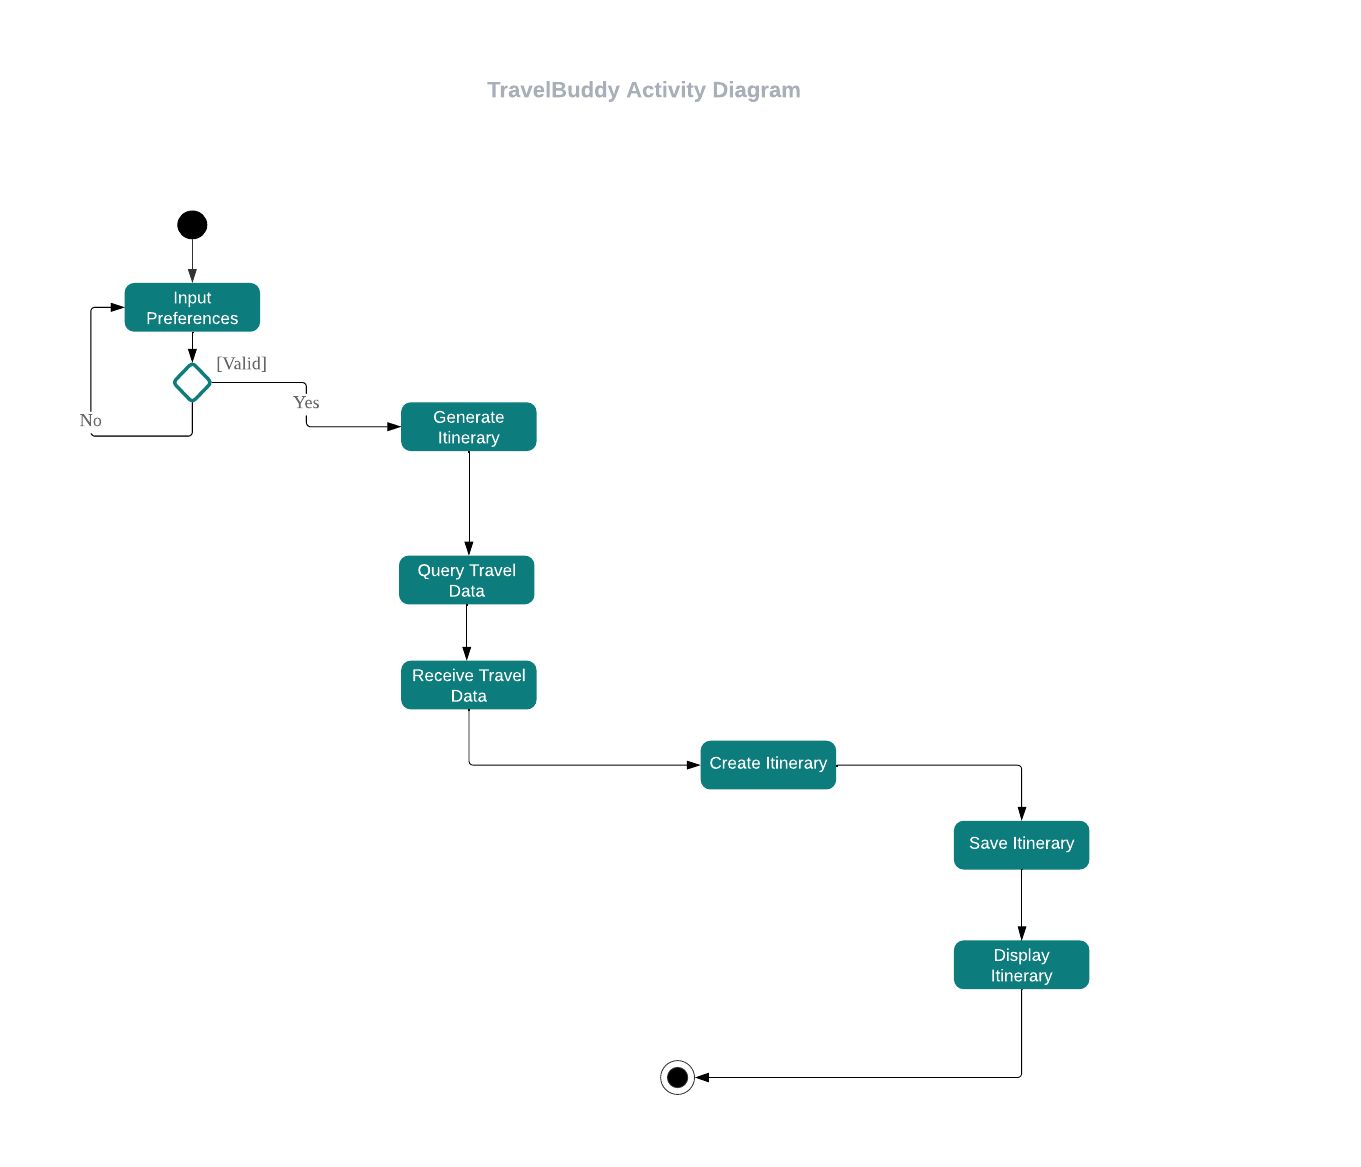 TravelBuddy Activity Diagram
Input
Preferences
[Valid]
Yes
No
Generate
Itinerary
Query Travel
Data
Receive Travel
Data
Create Itinerary
Save Itinerary
Display
Itinerary